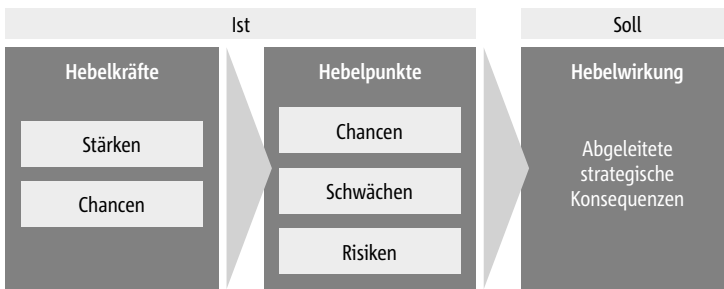 Ist
Soll
Hebelkräfte
Stärken
Chancen
Hebelpunkte
Chancen
Schwächen
Risiken
Hebelwirkung
Abgeleitete
strategische
Konsequenzen